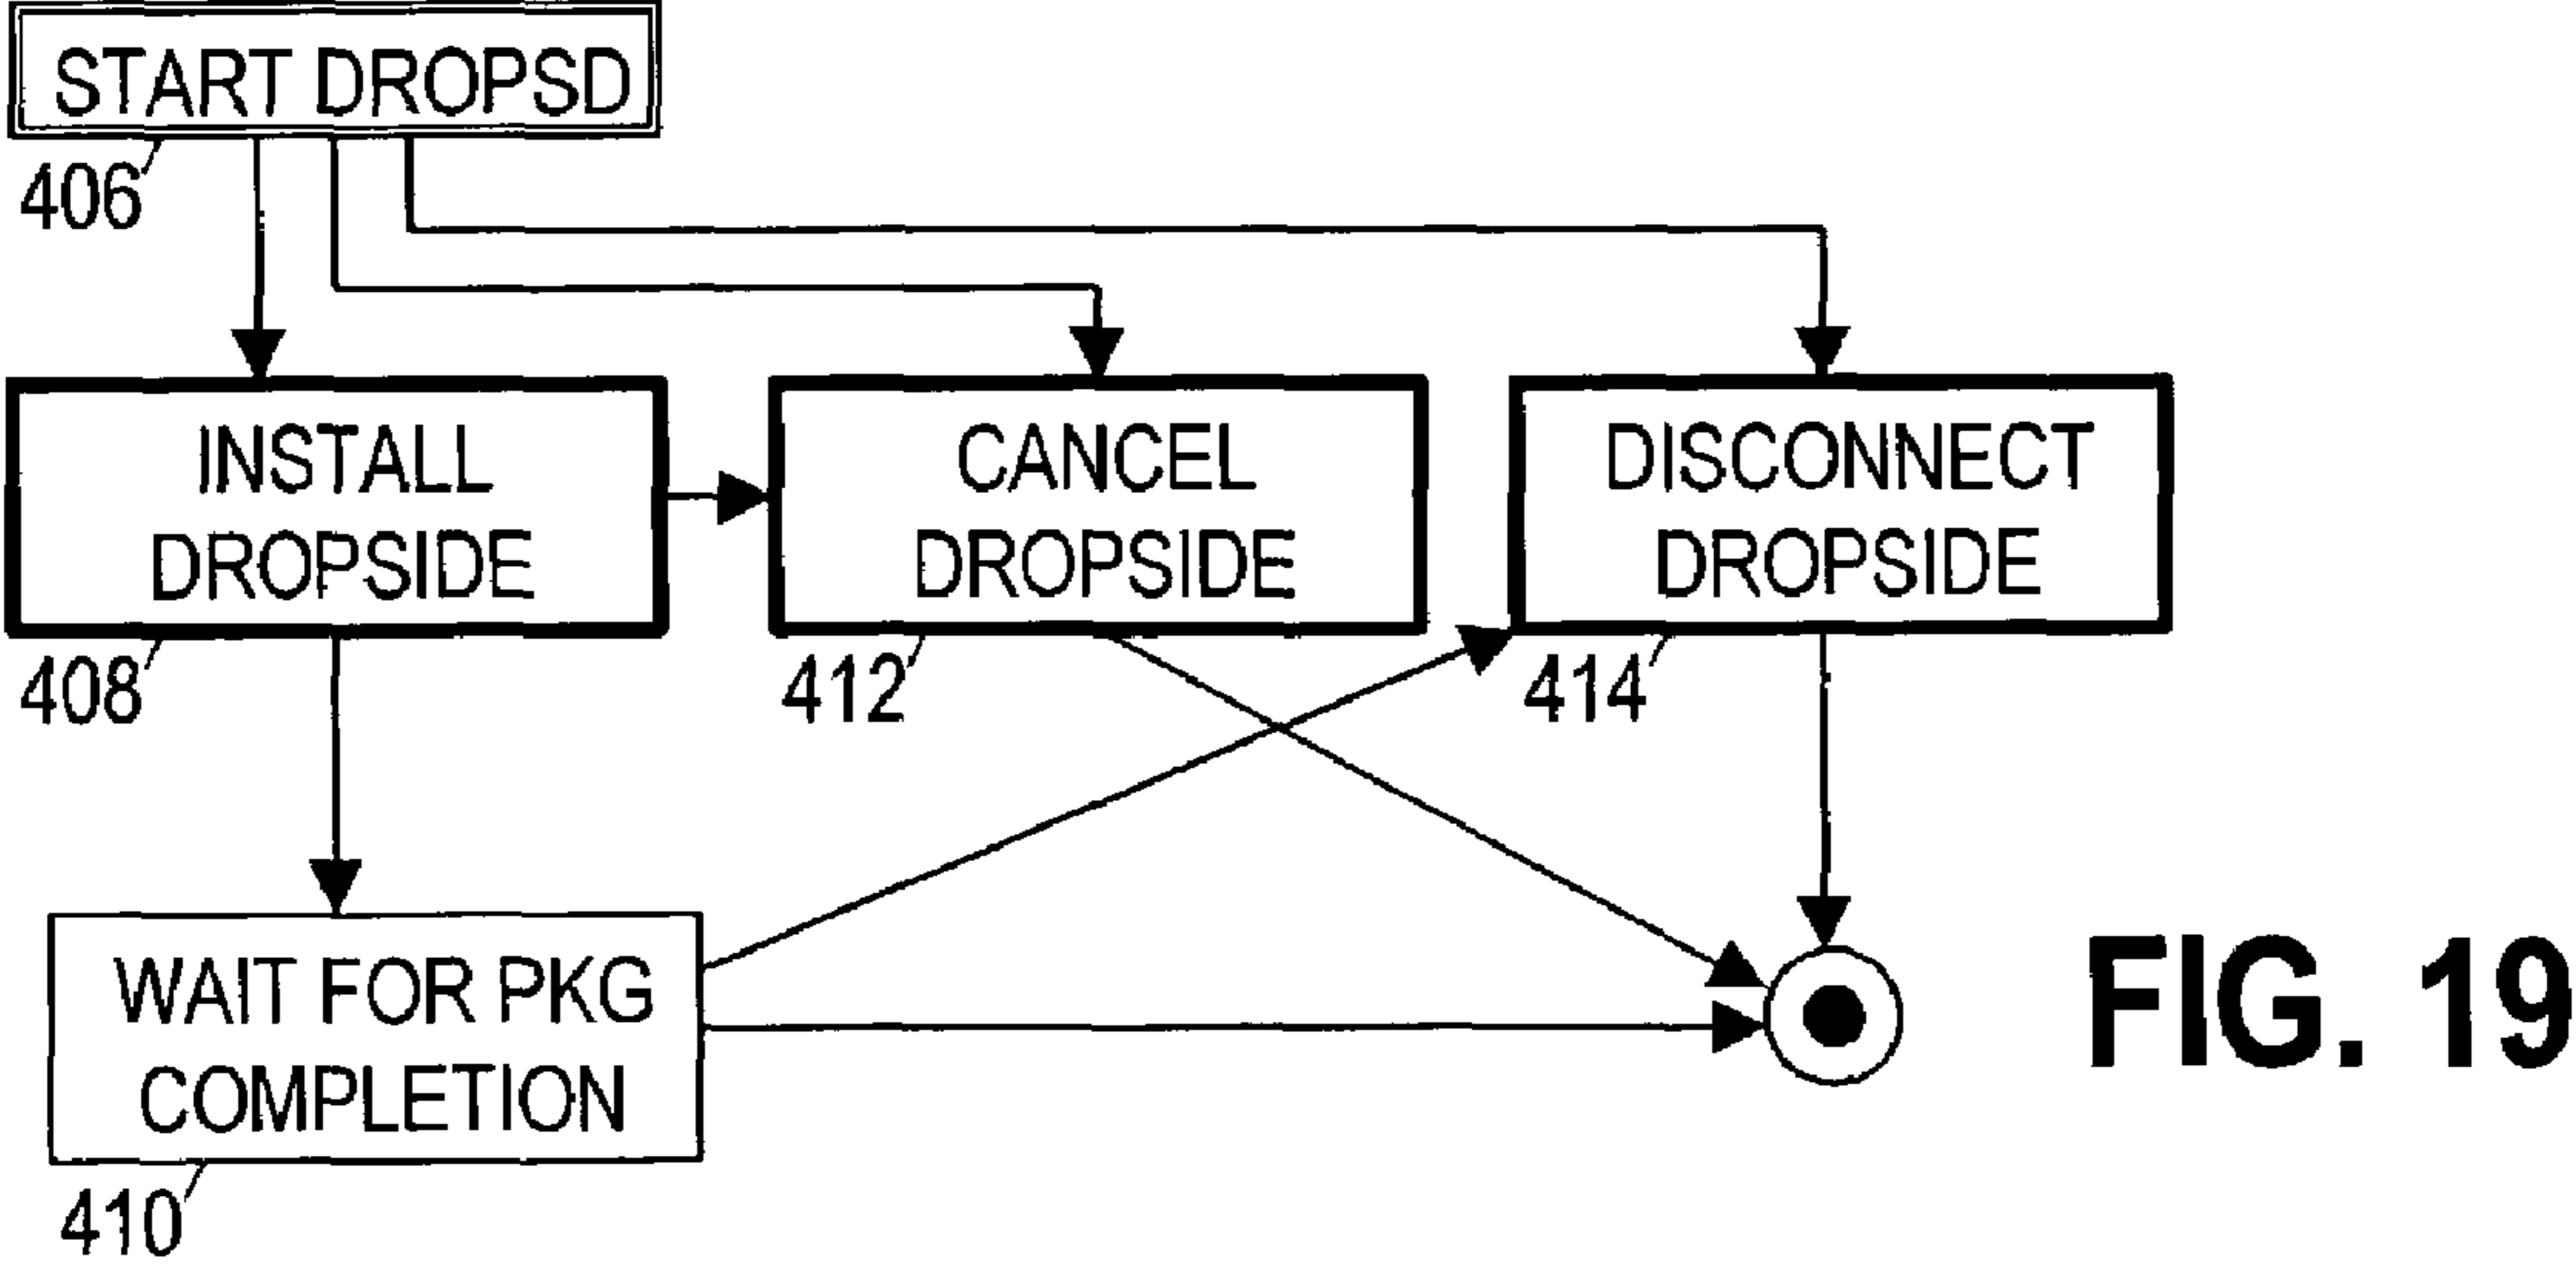 START DROPSD
406
INSTALL
DROPSIDE
408
CANCEL
DROPSIDE
412
DISCONNECT
DROPSIDE
414
WAIT FOR PKG
COMPLETION
410
FIG. 19